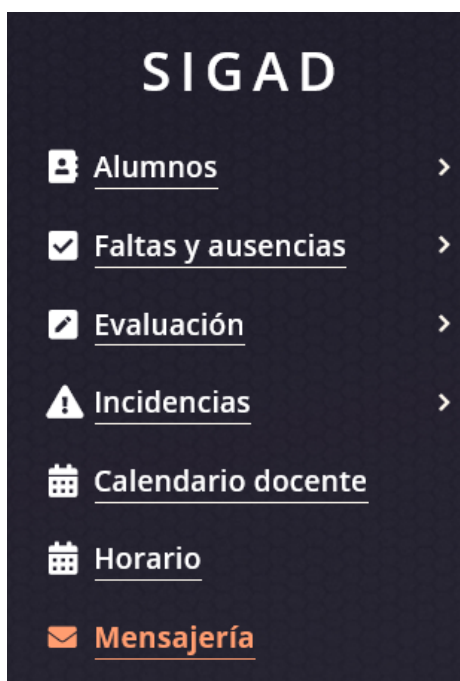 SIGAD
Alumnos
Faltas y ausencias
Evaluación
Incidencias
Calendario docente
Horario
Mensajería